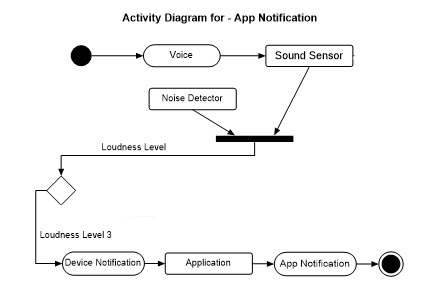 Activity Diagram for - App Notification
Voice
Sound Sensor
Noise Detector
Loudness Level
Loudness Level 3
Device Notification
Application
App Notification